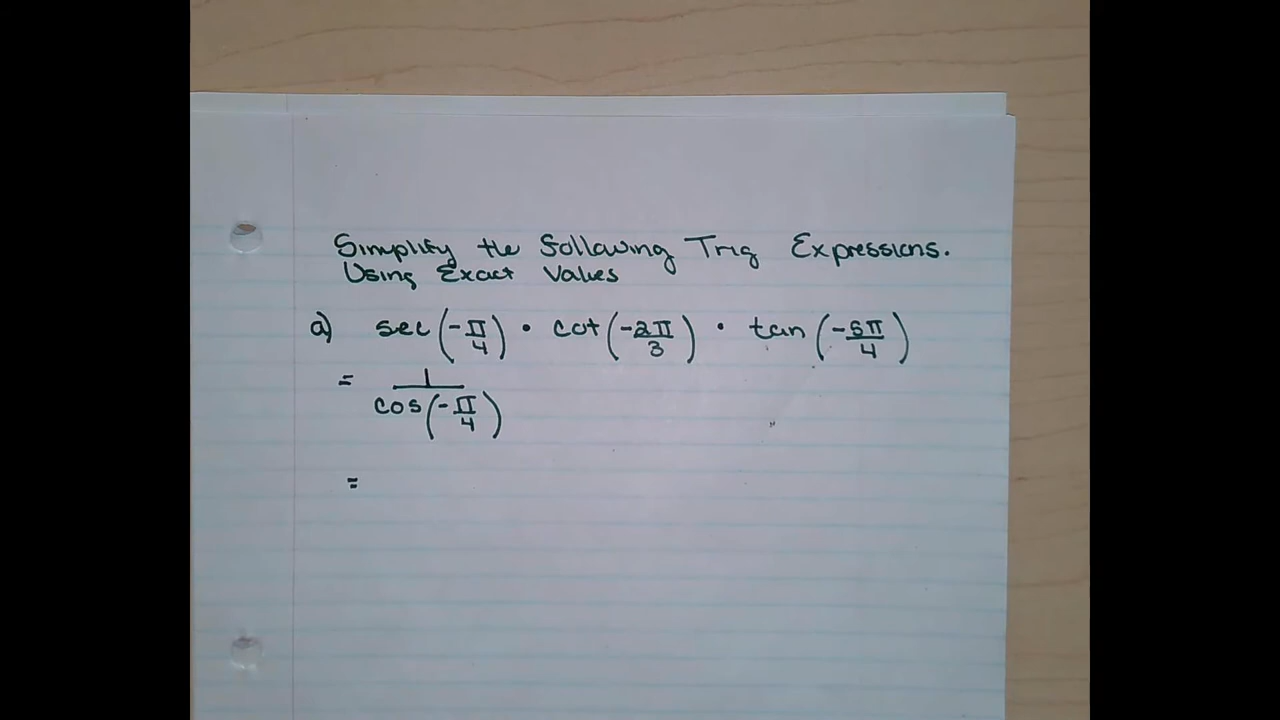 Simplify the Following Trig Expressions.
Using Exact Values
a) sec(-π/4) · cot(-2π/3) · tan(-5π/4)
= 1/cos(-π/4)
=